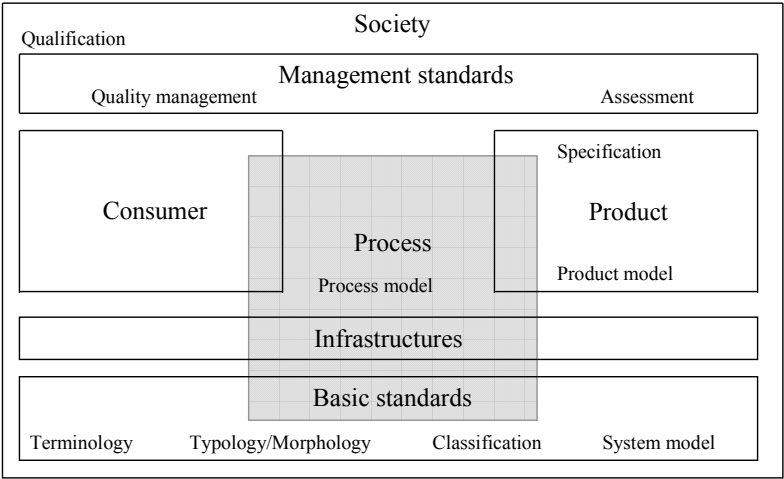 Society
Qualification
Management standards
Quality management Assessment
Specification
Consumer Product
Process
Process model Product model
Infrastructures
Basic standards
Terminology Typology/Morphology Classification System model